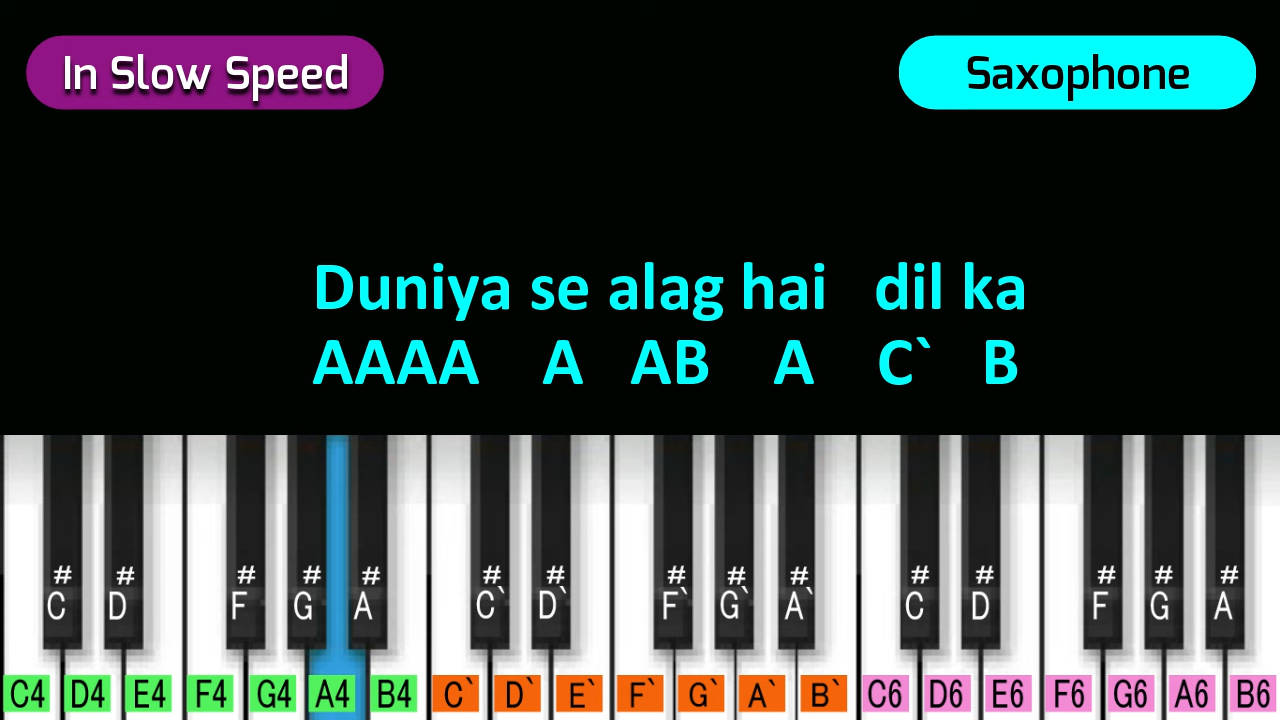 In Slow Speed
Saxophone
Duniya se alag hai dil ka
AAAA A AB A C` B
# # # # # # # # # # # # # # #
C D F G A C` D` F` G` A` C D F G A
C4 D4 E4 F4 G4 A4 B4 C` D` E` F` G` A` B` C6 D6 E6 F6 G6 A6 B6